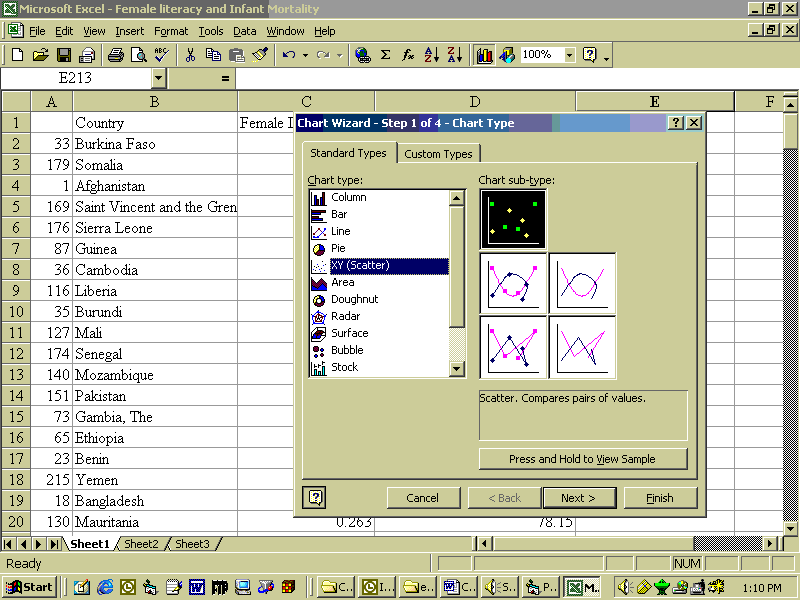 Microsoft Excel - Female literacy and Infant Mortality
File Edit View Insert Format Tools Data Window Help
100%
E213 =
A B C D E F
1 Country Female
2 33 Burkina Faso
3 179 Somalia
4 1 Afghanistan
5 169 Saint Vincent and the Gren
6 176 Sierra Leone
7 87 Guinea
8 36 Cambodia
9 116 Liberia
10 35 Burundi
11 127 Mali
12 174 Senegal
13 140 Mozambique
14 151 Pakistan
15 73 Gambia, The
16 65 Ethiopia
17 23 Benin
18 215 Yemen
19 18 Bangladesh
20 130 Mauritania 0.263 78.15
Chart Wizard - Step 1 of 4 - Chart Type
Standard Types Custom Types
Chart type:
Column
Bar
Line
Pie
XY (Scatter)
Area
Doughnut
Radar
Surface
Bubble
Stock
Chart sub-type:
Scatter. Compares pairs of values.
Press and Hold to View Sample
Cancel < Back Next > Finish
Sheet1 Sheet2 Sheet3
Ready NUM
Start C... I... e... C... S... P... M... 1:10 PM